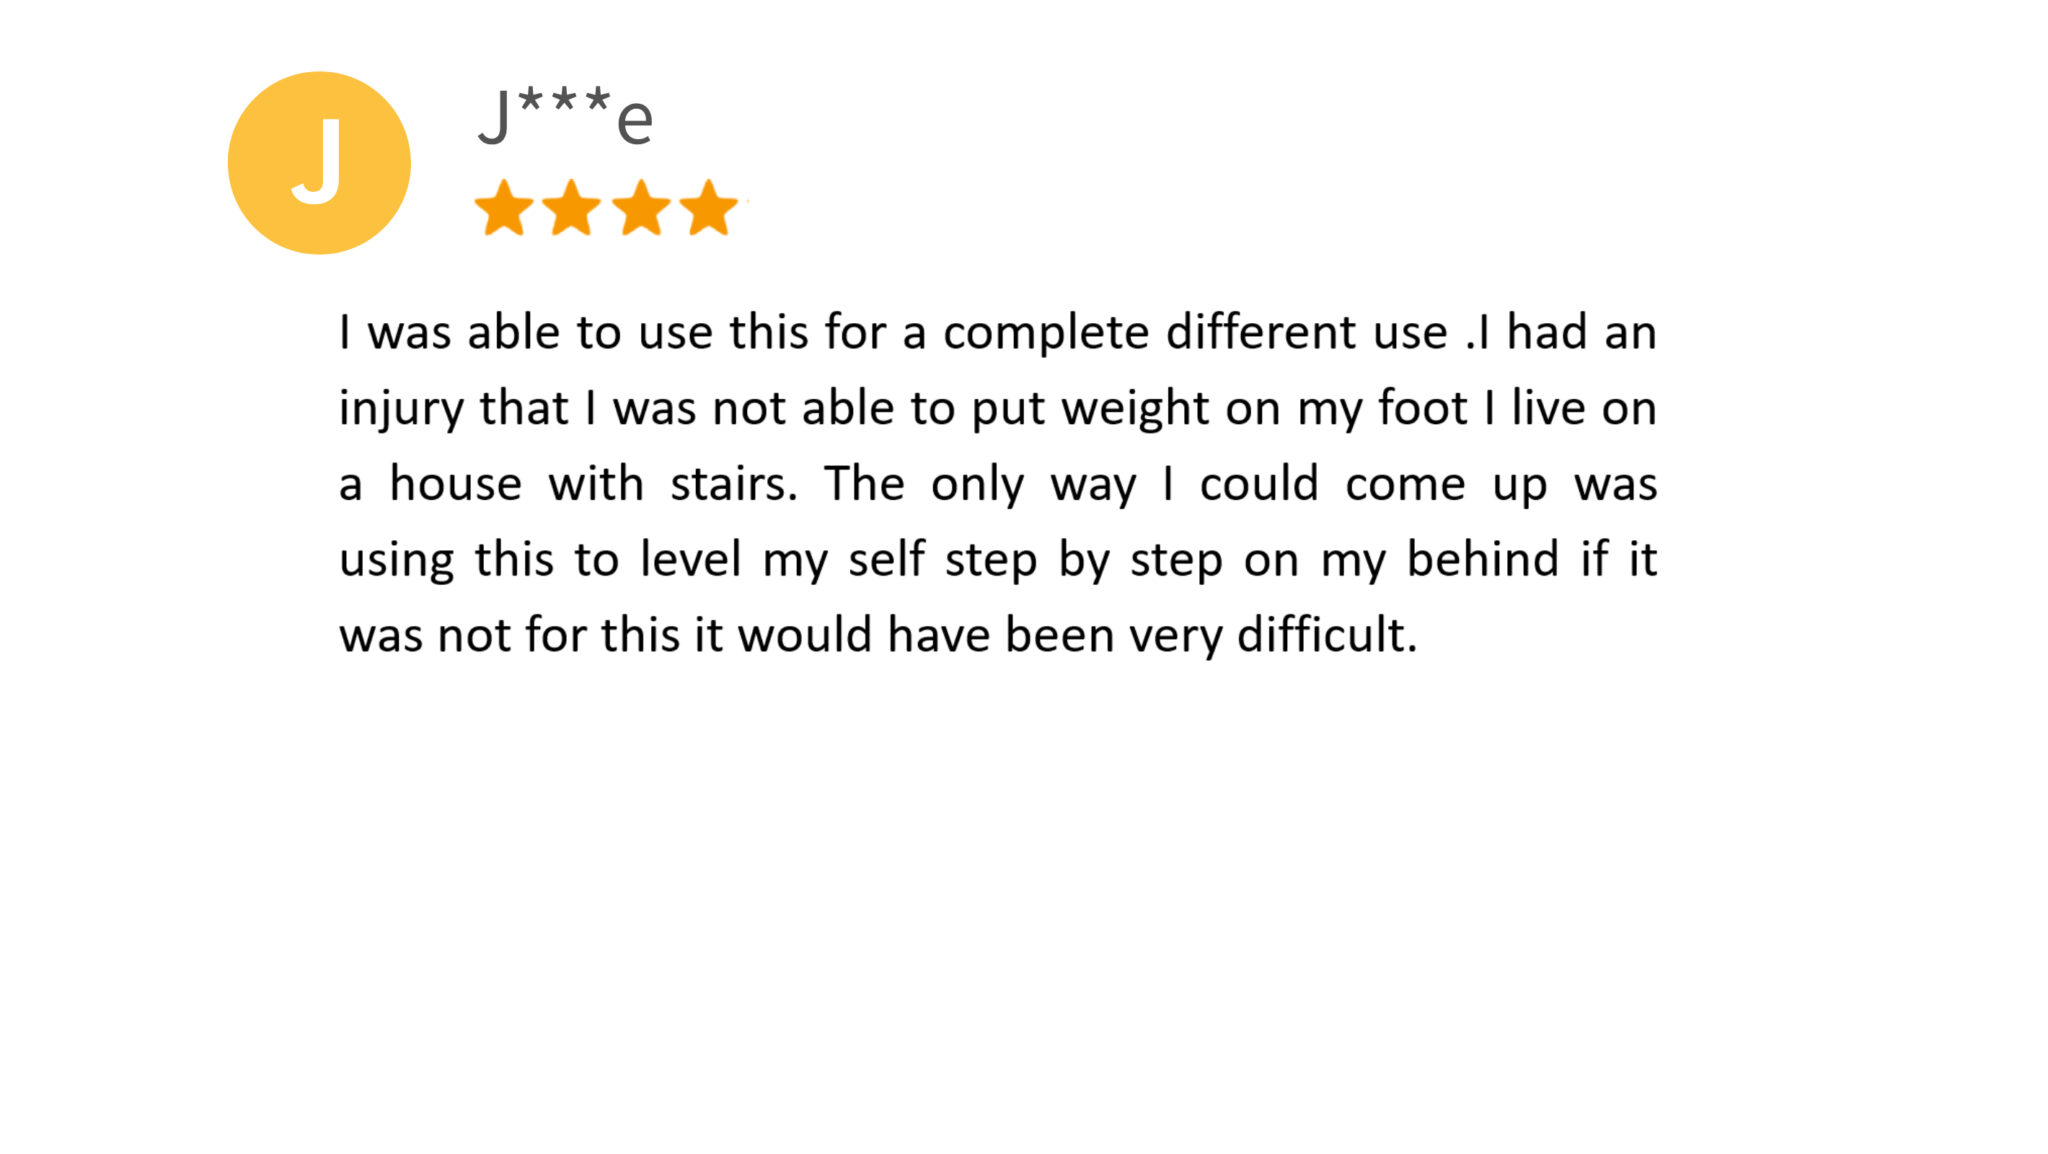 J
J***e
I was able to use this for a complete different use .I had an
injury that I was not able to put weight on my foot I live on
a house with stairs. The only way I could come up was
using this to level my self step by step on my behind if it
was not for this it would have been very difficult.